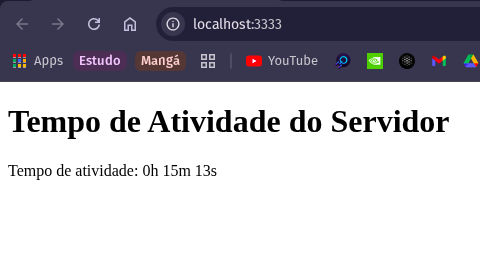 localhost:3333
Apps Estudo Mangá YouTube
Tempo de Atividade do Servidor
Tempo de atividade: 0h 15m 13s